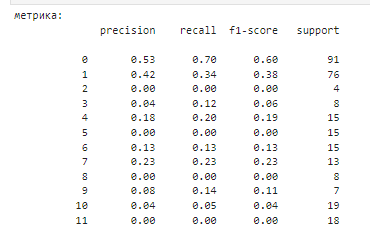 метрика:
precision recall f1-score support
0 0.53 0.70 0.60 91
1 0.42 0.34 0.38 76
2 0.00 0.00 0.00 4
3 0.04 0.12 0.06 8
4 0.18 0.20 0.19 15
5 0.00 0.00 0.00 15
6 0.13 0.13 0.13 15
7 0.23 0.23 0.23 13
8 0.00 0.00 0.00 8
9 0.08 0.14 0.11 7
10 0.04 0.05 0.04 19
11 0.00 0.00 0.00 18